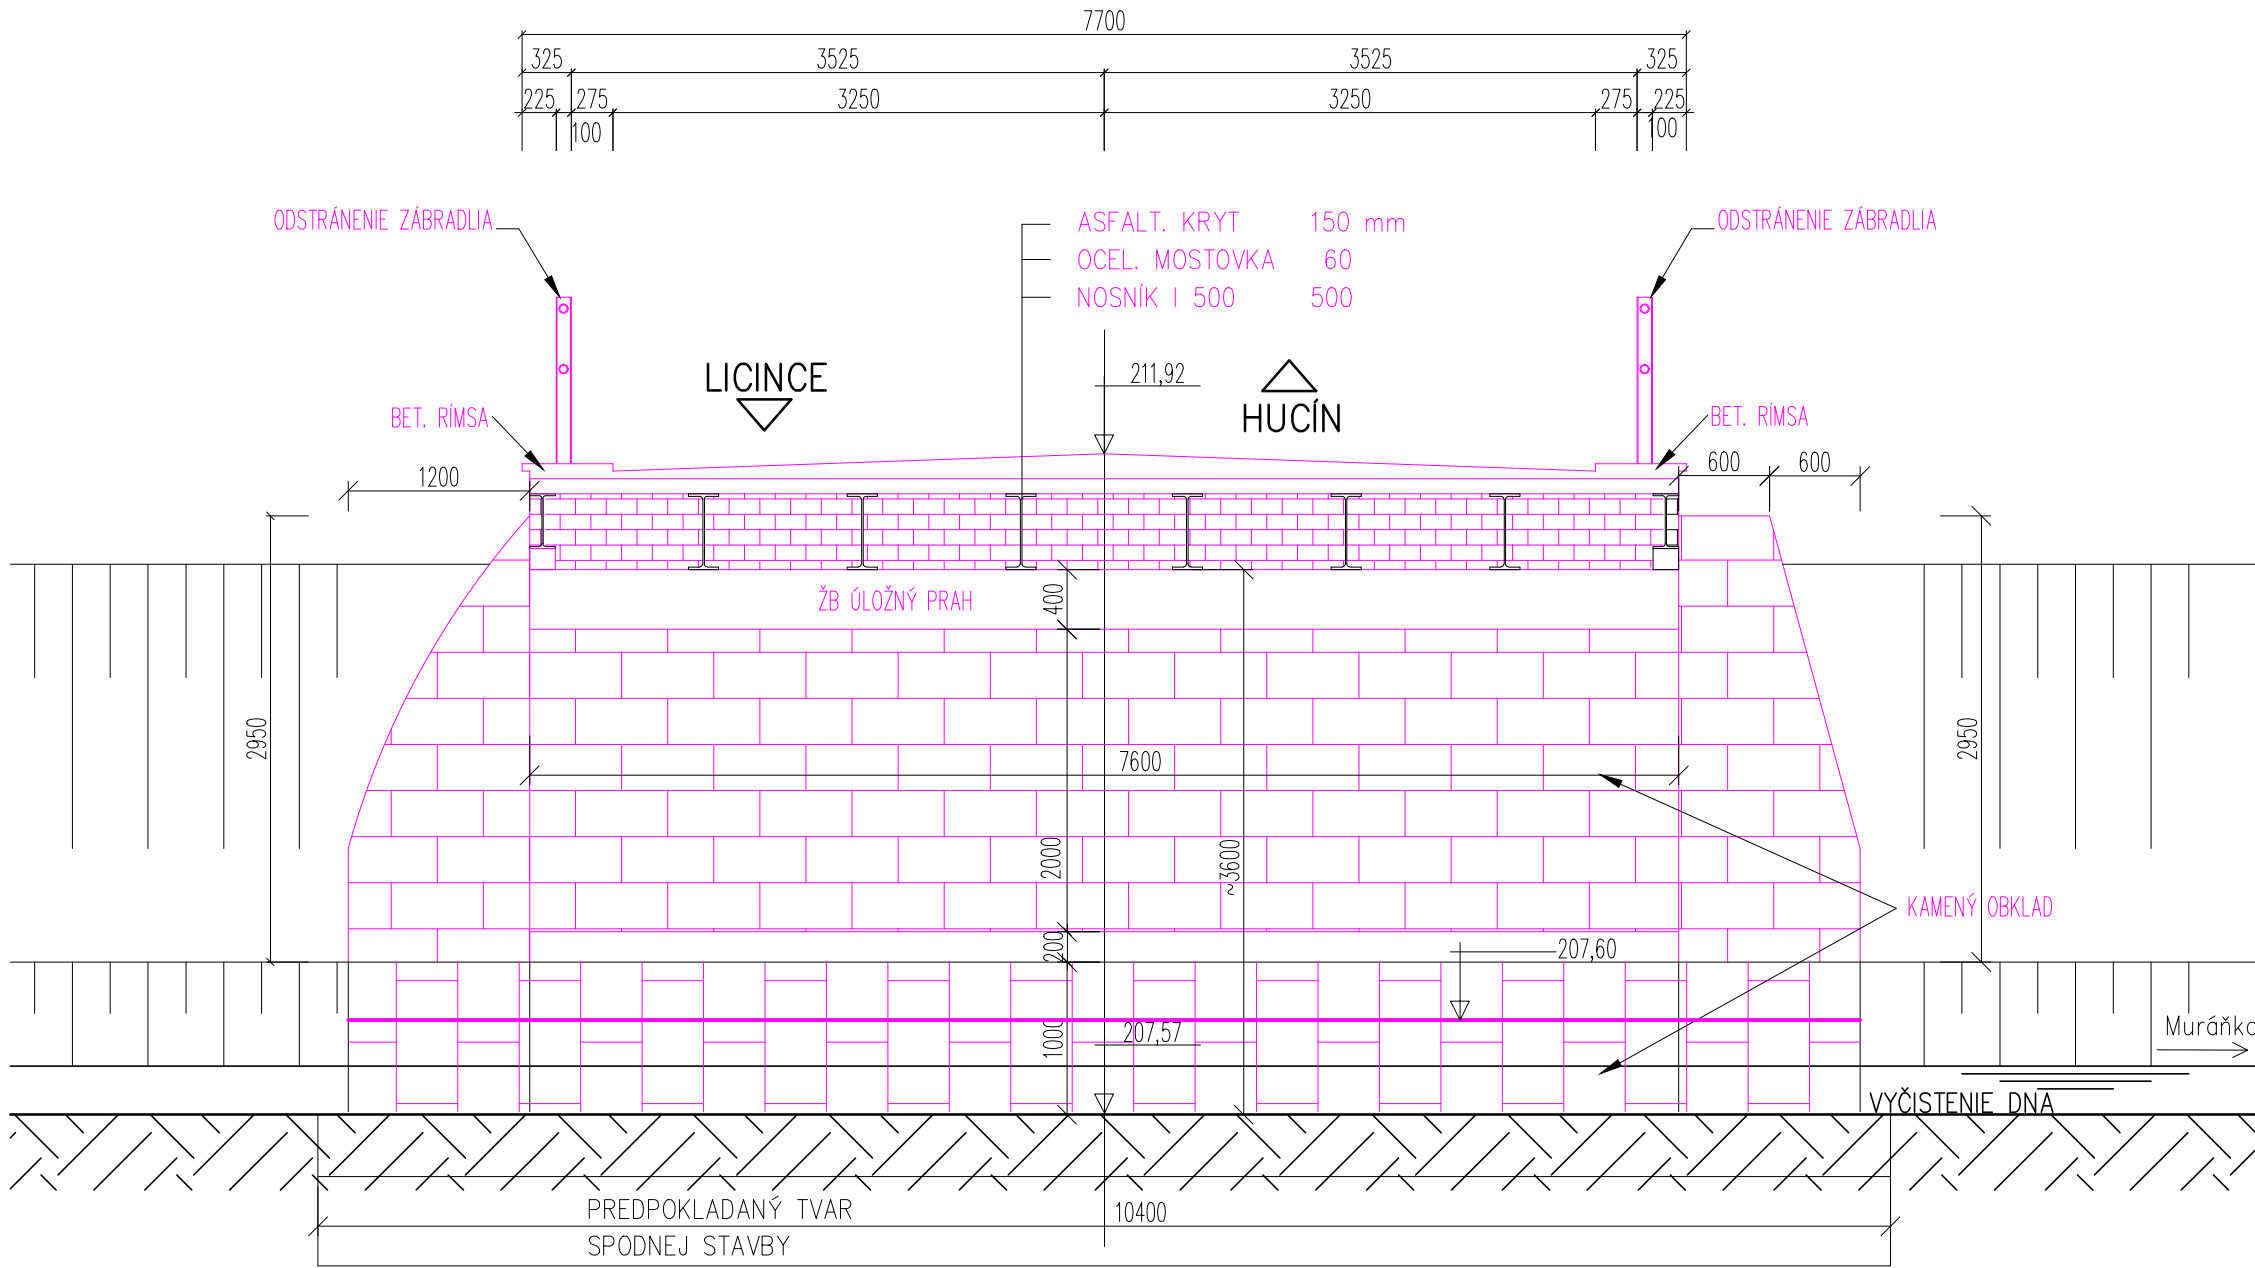 7700
325 3525 3525 325
225 275 3250 3250 275 225
100 100
ODSTRÁNENIE ZÁBRADLIA
ASFALT. KRYT 150 mm
OCEL. MOSTOVKA 60
NOSNÍK I 500 500
ODSTRÁNENIE ZÁBRADLIA
LICINCE
211,92
HUCÍN
BET. RÍMSA
BET. RÍMSA
1200
600 600
ŽB ÚLOŽNÝ PRAH
400
2950
2950
7600
2000
~3600
KAMENÝ OBKLAD
200
207,60
1000
207,57
Muráňka
VYČISTENIE DNA
PREDPOKLADANÝ TVAR
10400
SPODNEJ STAVBY